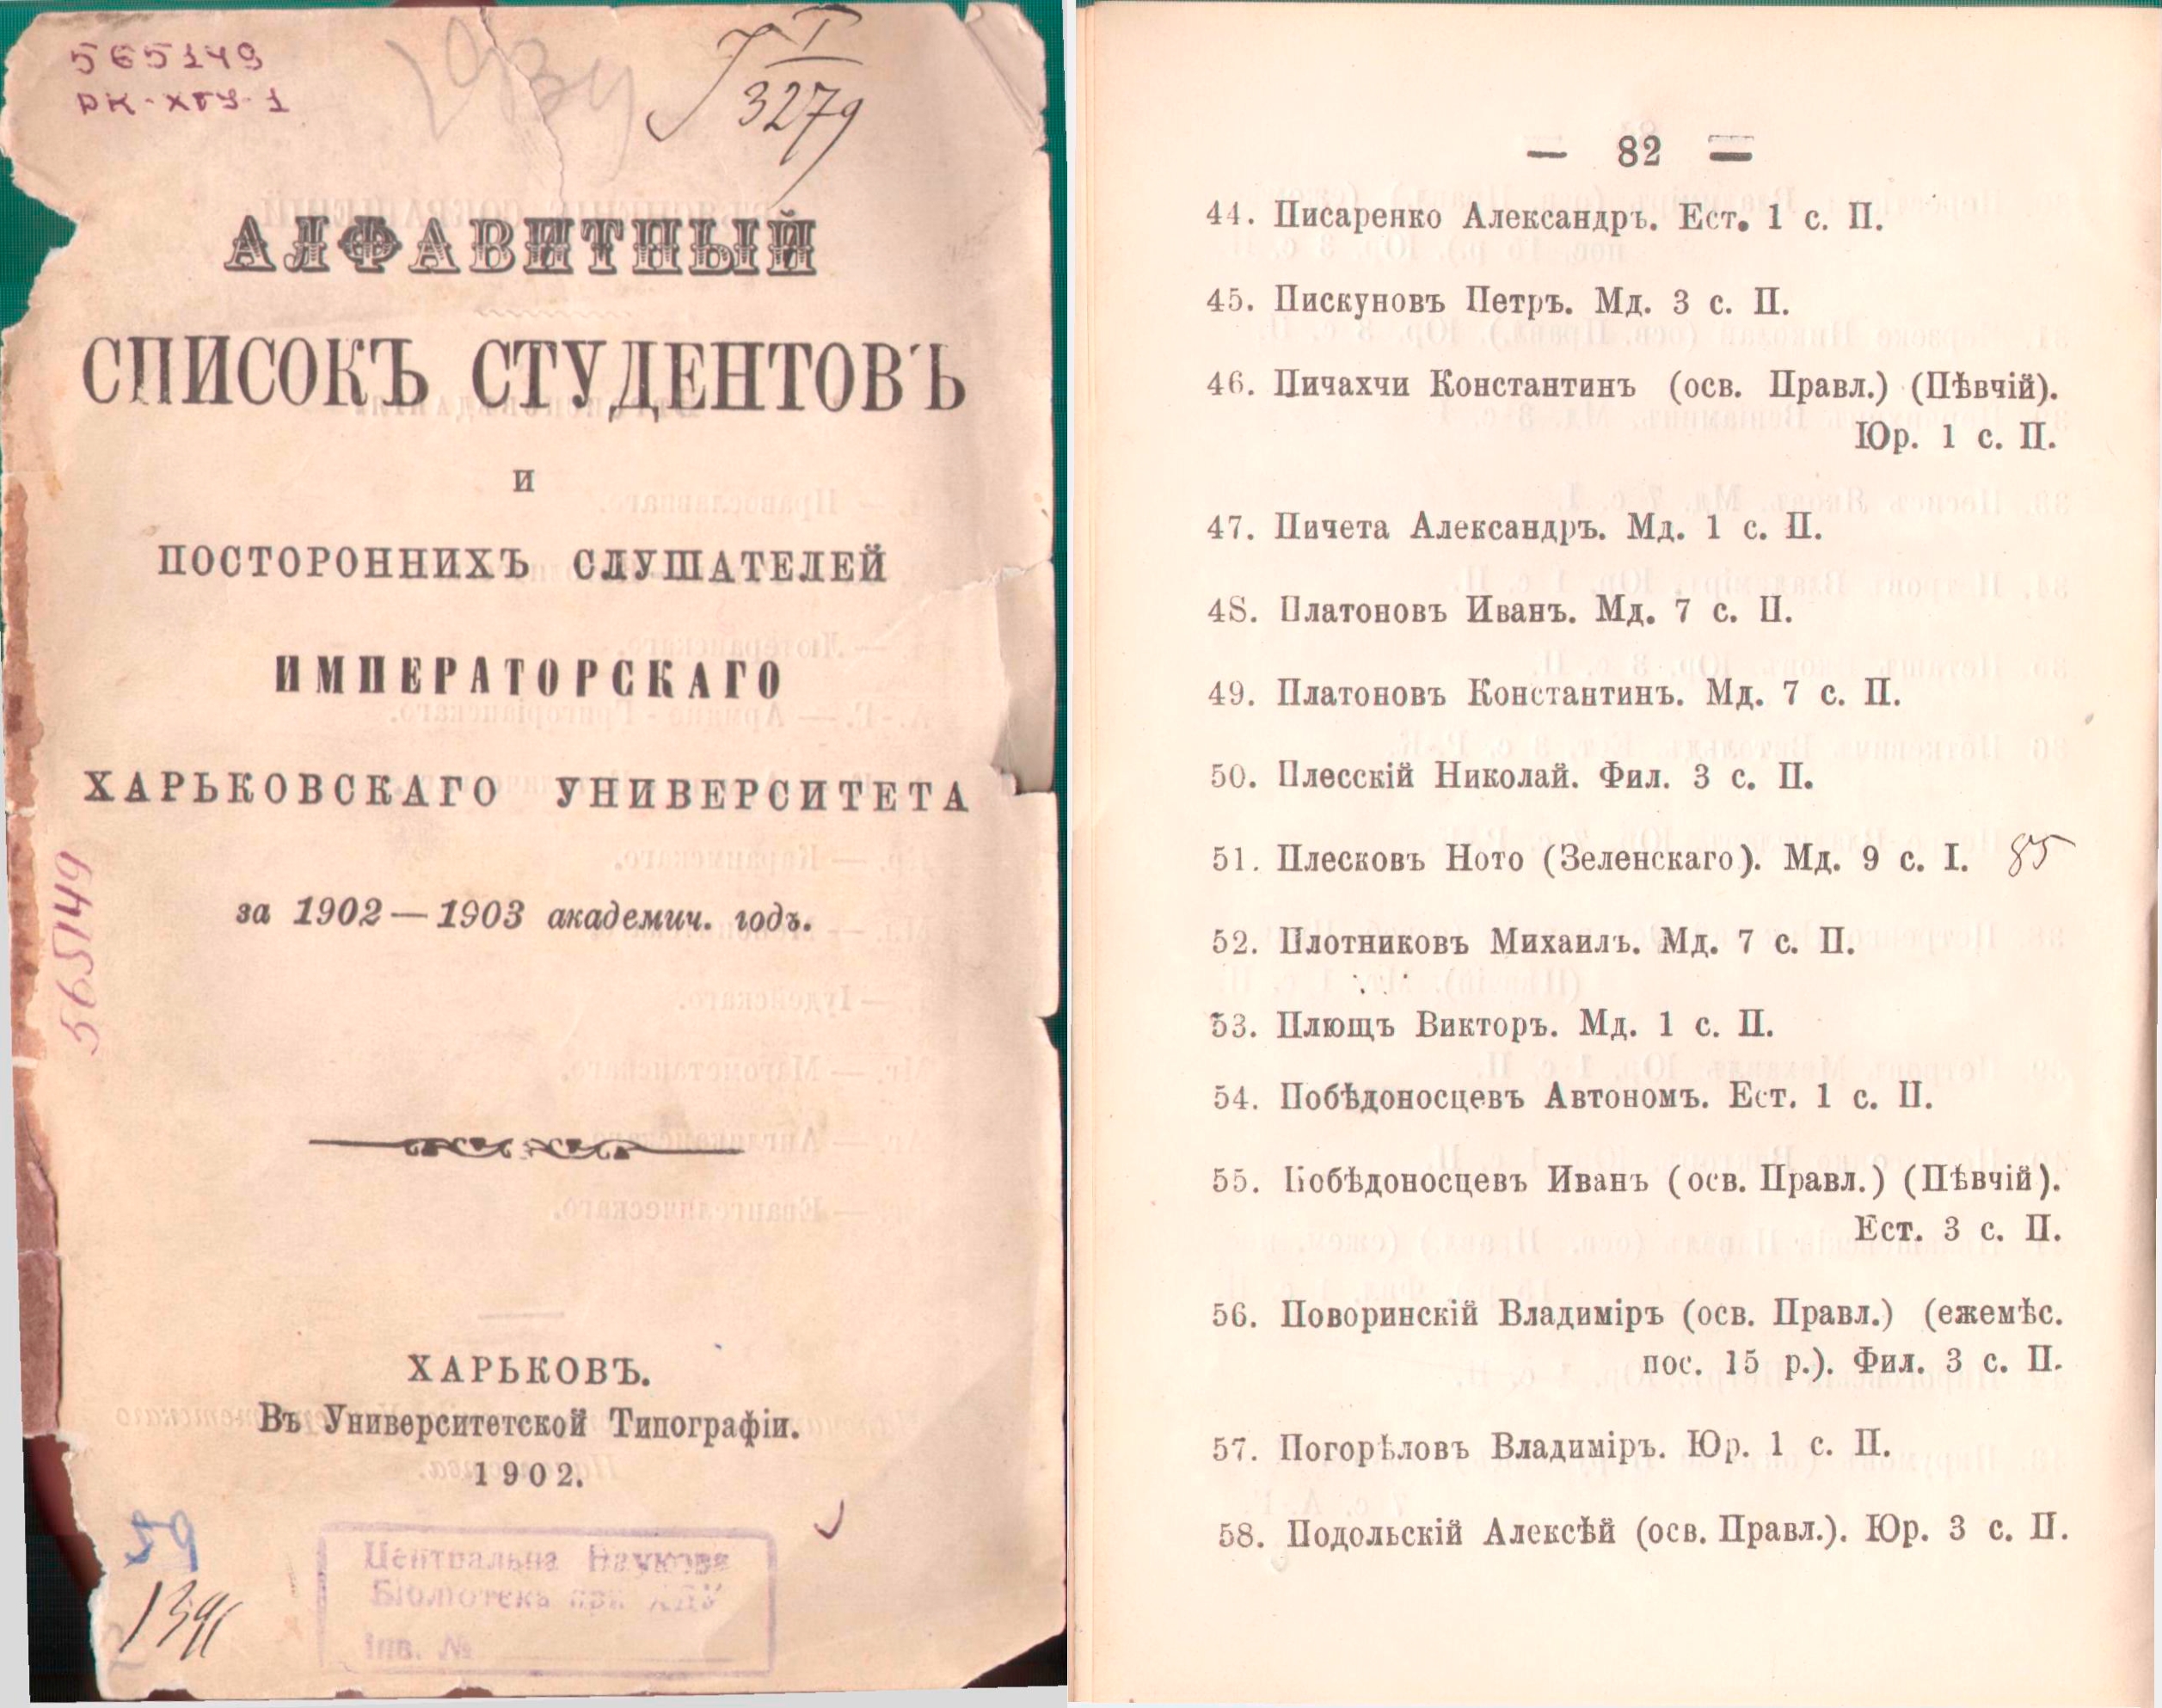 565149
РК-ХГУ-1
1934
I
3279
АЛФАВИТНЫЙ
СПИСОКЪ СТУДЕНТОВЪ
И
ПОСТОРОННИХЪ СЛУШАТЕЛЕЙ
ИМПЕРАТОРСКАГО
ХАРЬКОВСКАГО УНИВЕРСИТЕТА
за 1902—1903 академич. годъ.
565149
ХАРЬКОВЪ.
Въ Университетской Типографіи.
1902.
59
Центральна Наукова
Бібліотека при ХДУ
Інв. №
— 82 —
44. Писаренко Александръ. Ест. 1 с. П.
45. Пискуновъ Петръ. Мд. 3 с. П.
46. Пичахчи Константинъ (осв. Правл.) (Пѣвчій).
Юр. 1 с. П.
47. Пичета Александръ. Мд. 1 с. П.
48. Платоновъ Иванъ. Мд. 7 с. П.
49. Платоновъ Константинъ. Мд. 7 с. П.
50. Плесскій Николай. Фил. 3 с. П.
51. Плесковъ Ното (Зеленскаго). Мд. 9 с. I. 85
52. Плотниковъ Михаилъ. Мд. 7 с. П.
53. Плющъ Викторъ. Мд. 1 с. П.
54. Побѣдоносцевъ Автономъ. Ест. 1 с. П.
55. Побѣдоносцевъ Иванъ (осв. Правл.) (Пѣвчій).
Ест. 3 с. П.
56. Поворинскій Владиміръ (осв. Правл.) (ежемѣс.
пос. 15 р.). Фил. 3 с. П.
57. Погорѣловъ Владиміръ. Юр. 1 с. П.
58. Подольскій Алексѣй (осв. Правл.). Юр. 3 с. П.